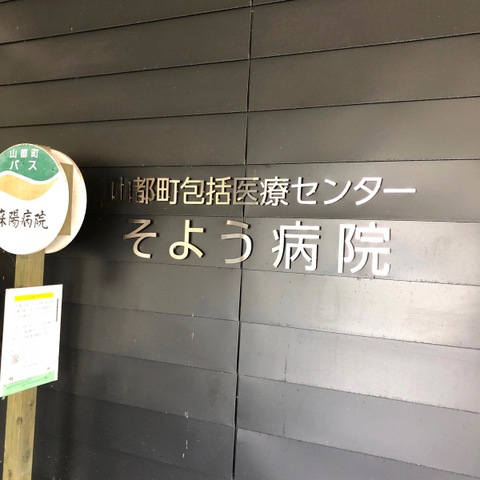 山都町
バス
蘇陽病院
山都町包括医療センター
そよう病院